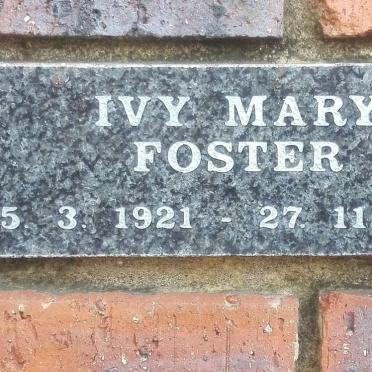 IVY MARY
FOSTER
5. 3. 1921 - 27. 11